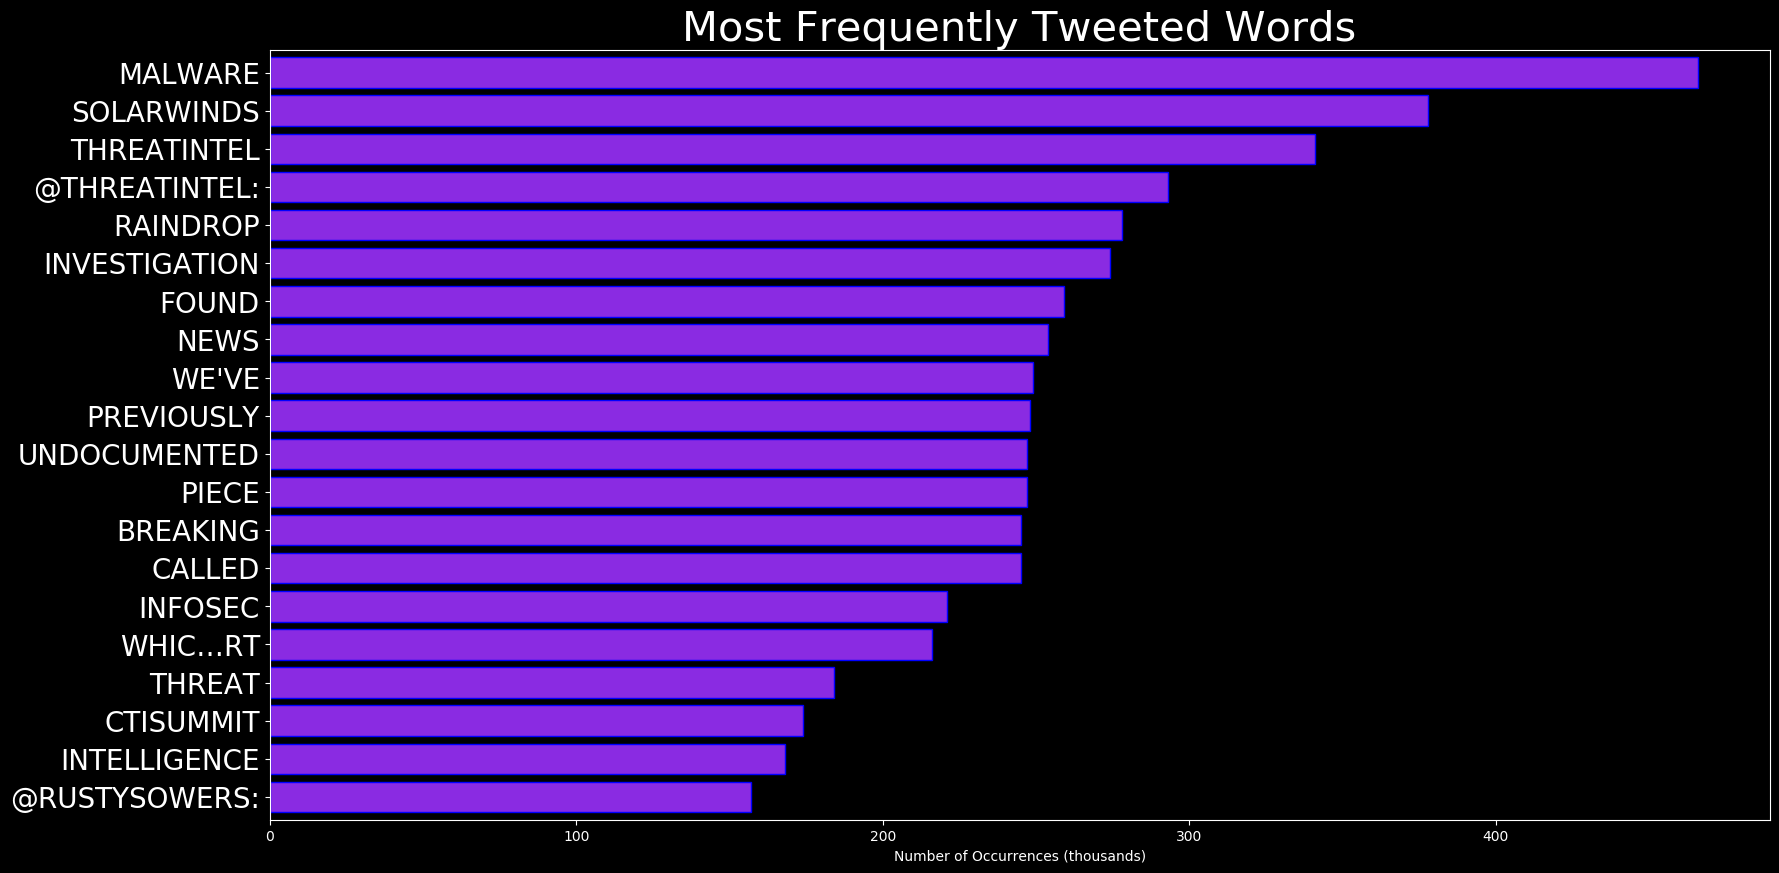 Most Frequently Tweeted Words
MALWARE
SOLARWINDS
THREATINTEL
@THREATINTEL:
RAINDROP
INVESTIGATION
FOUND
NEWS
WE'VE
PREVIOUSLY
UNDOCUMENTED
PIECE
BREAKING
CALLED
INFOSEC
WHIC…RT
THREAT
CTISUMMIT
INTELLIGENCE
@RUSTYSOWERS:
0 100 200 300 400
Number of Occurrences (thousands)